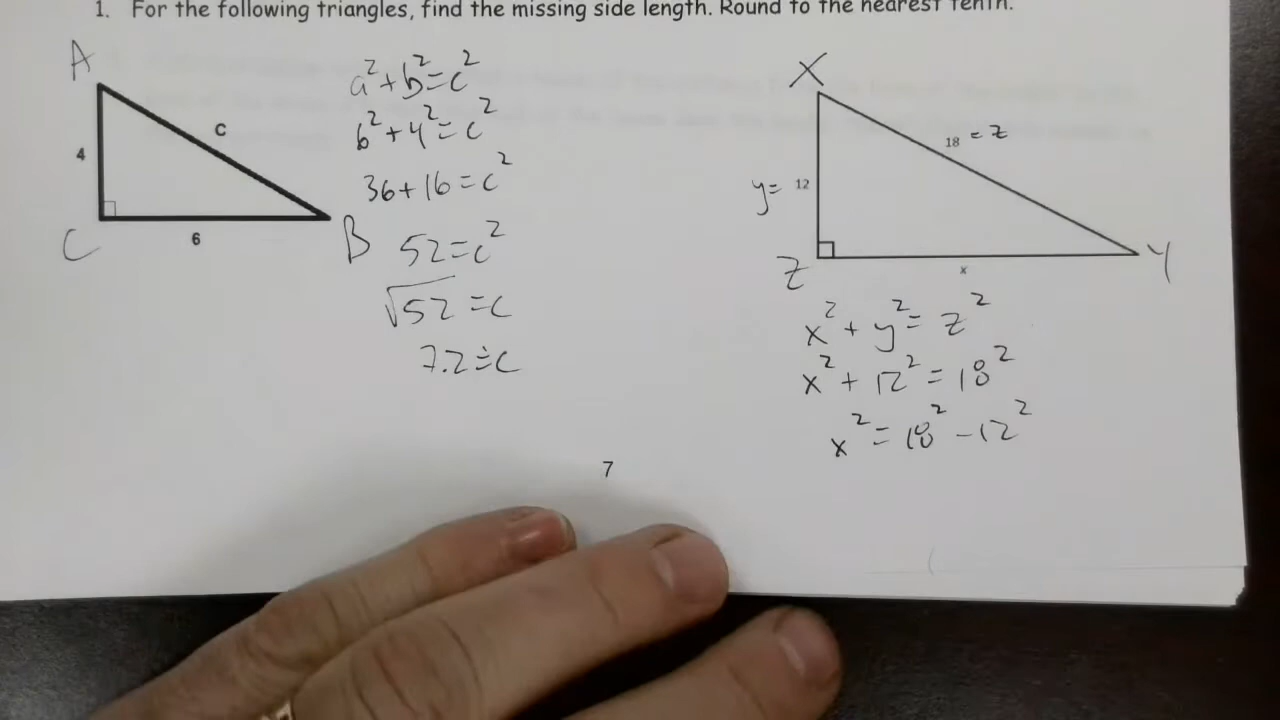 1. For the following triangles, find the missing side length. Round to the nearest tenth.
A
4
c
C
6
B
a²+b²=c²
6²+4²=c²
36+16=c²
52=c²
√52=c
7.2≐c
X
y= 12
18 = z
Z
x
Y
x²+y²=z²
x²+12²=18²
x²=18²-12²
7